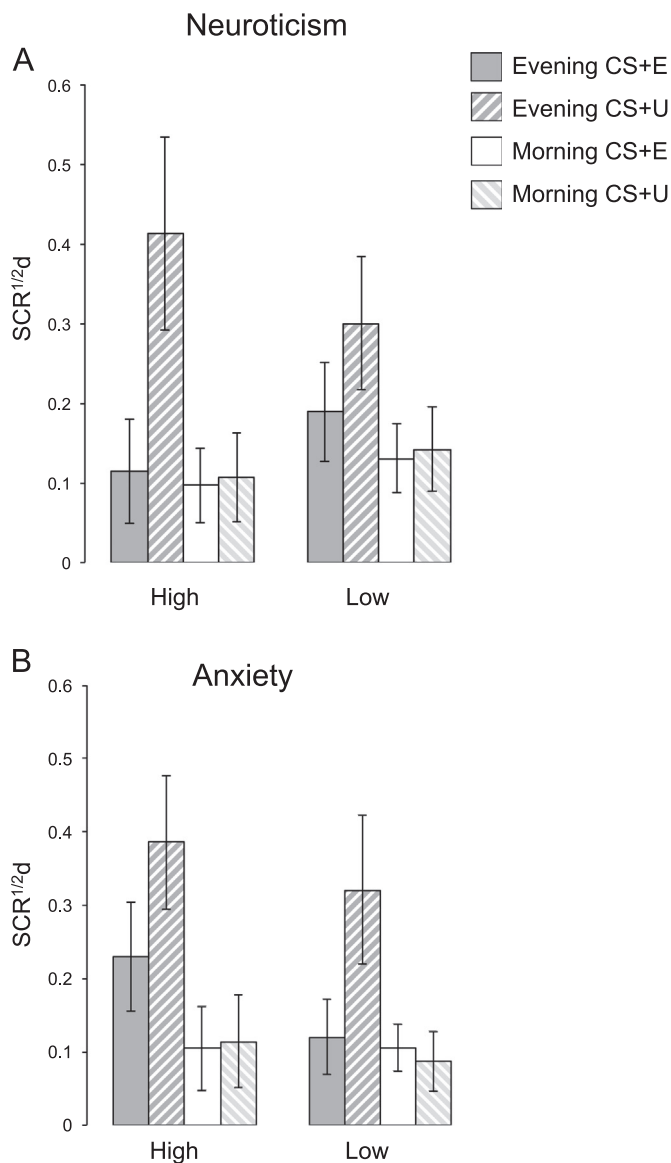 Neuroticism
A
Evening CS+E
Evening CS+U
Morning CS+E
Morning CS+U
0.6
0.5
0.4
0.3
0.2
0.1
0
SCR1/2d
High Low
B
Anxiety
0.6
0.5
0.4
0.3
0.2
0.1
0
SCR1/2d
High Low